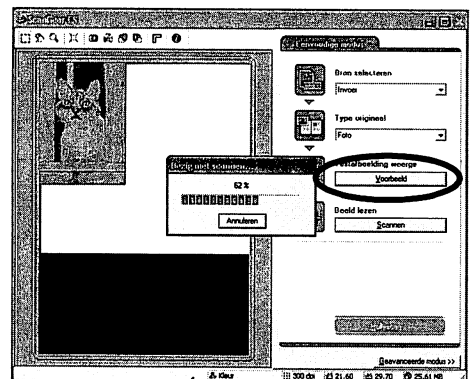 ScanGear CS
Eenvoudige modus
Bron selecteren
Invoer
Type origineel
Foto
Voorbeeld
Bezig met scannen
62 %
Annuleren
Beeld lezen
Scannen
Geavanceerde modus >>
Kleur
300 dpi
21.60
29.70
25.61 MB